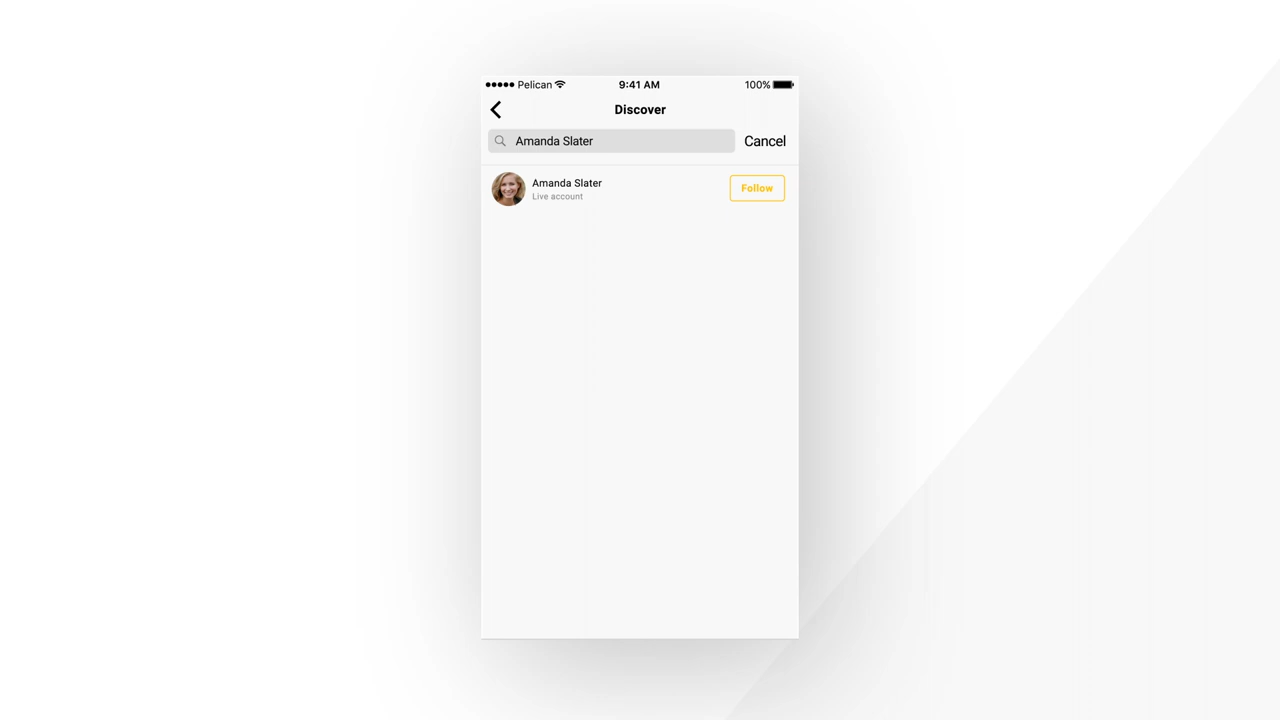 Pelican 9:41 AM 100%
Discover
Amanda Slater Cancel
Amanda Slater
Live account
Follow